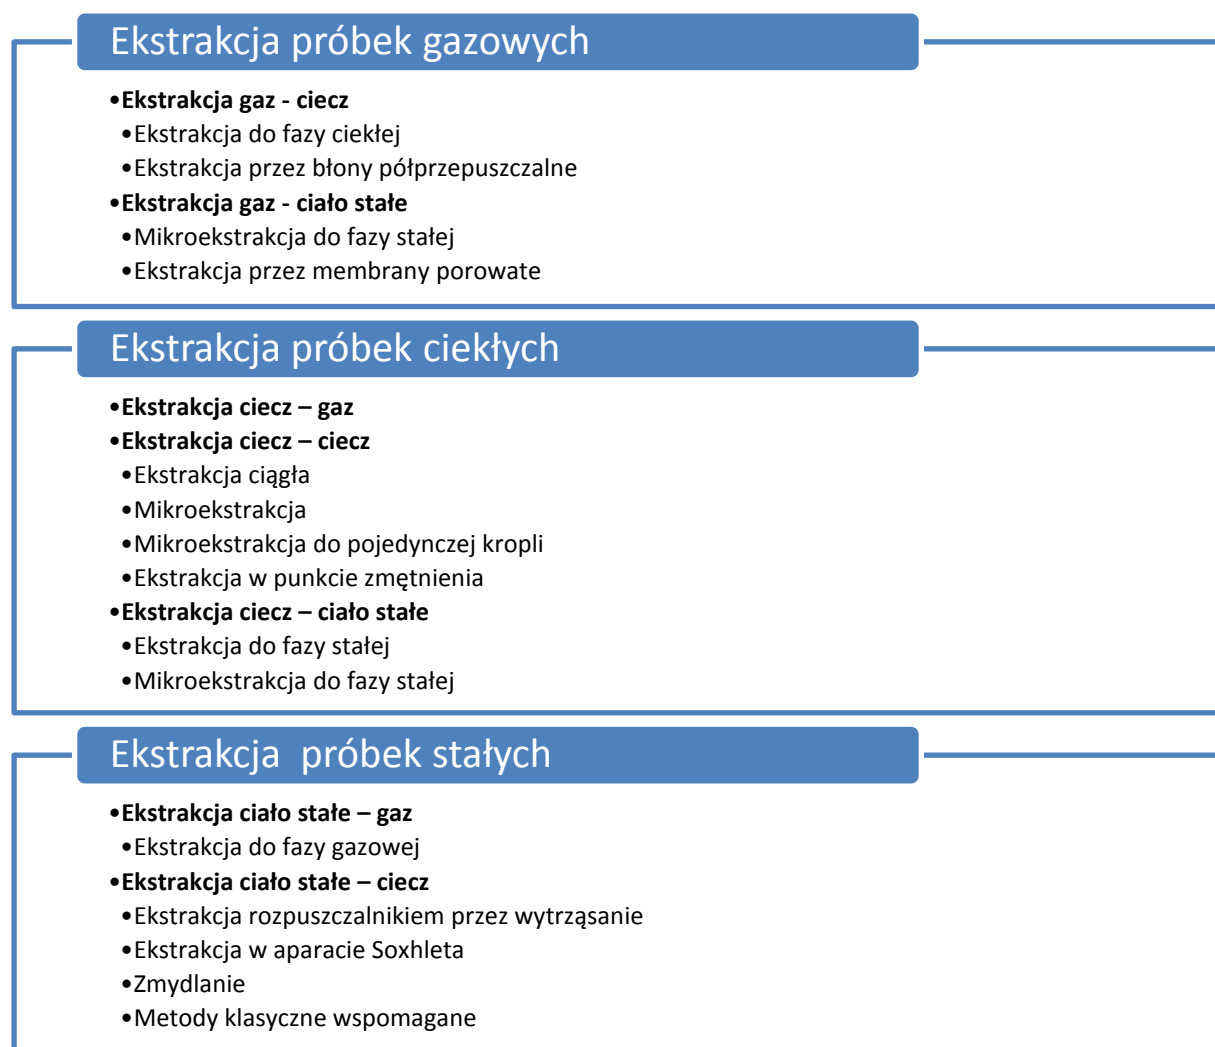 Ekstrakcja próbek gazowych
•Ekstrakcja gaz - ciecz
•Ekstrakcja do fazy ciekłej
•Ekstrakcja przez błony półprzepuszczalne
•Ekstrakcja gaz - ciało stałe
•Mikroekstrakcja do fazy stałej
•Ekstrakcja przez membrany porowate
Ekstrakcja próbek ciekłych
•Ekstrakcja ciecz – gaz
•Ekstrakcja ciecz – ciecz
•Ekstrakcja ciągła
•Mikroekstrakcja
•Mikroekstrakcja do pojedynczej kropli
•Ekstrakcja w punkcie zmętnienia
•Ekstrakcja ciecz – ciało stałe
•Ekstrakcja do fazy stałej
•Mikroekstrakcja do fazy stałej
Ekstrakcja  próbek stałych
•Ekstrakcja ciało stałe – gaz
•Ekstrakcja do fazy gazowej
•Ekstrakcja ciało stałe – ciecz
•Ekstrakcja rozpuszczalnikiem przez wytrząsanie
•Ekstrakcja w aparacie Soxhleta
•Zmydlanie
•Metody klasyczne wspomagane